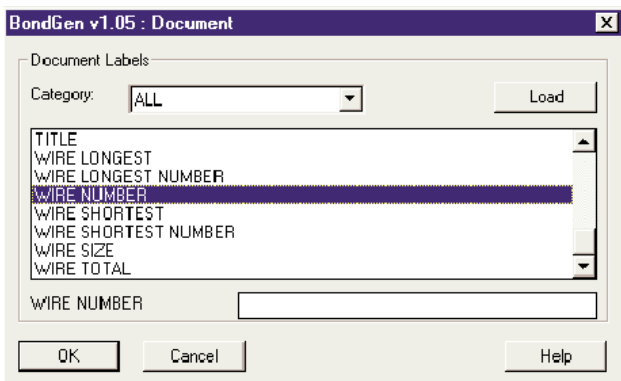 BondGen v1.05 : Document
Document Labels
Category: ALL Load
TITLE
WIRE LONGEST
WIRE LONGEST NUMBER
WIRE NUMBER
WIRE SHORTEST
WIRE SHORTEST NUMBER
WIRE SIZE
WIRE TOTAL
WIRE NUMBER
OK Cancel Help